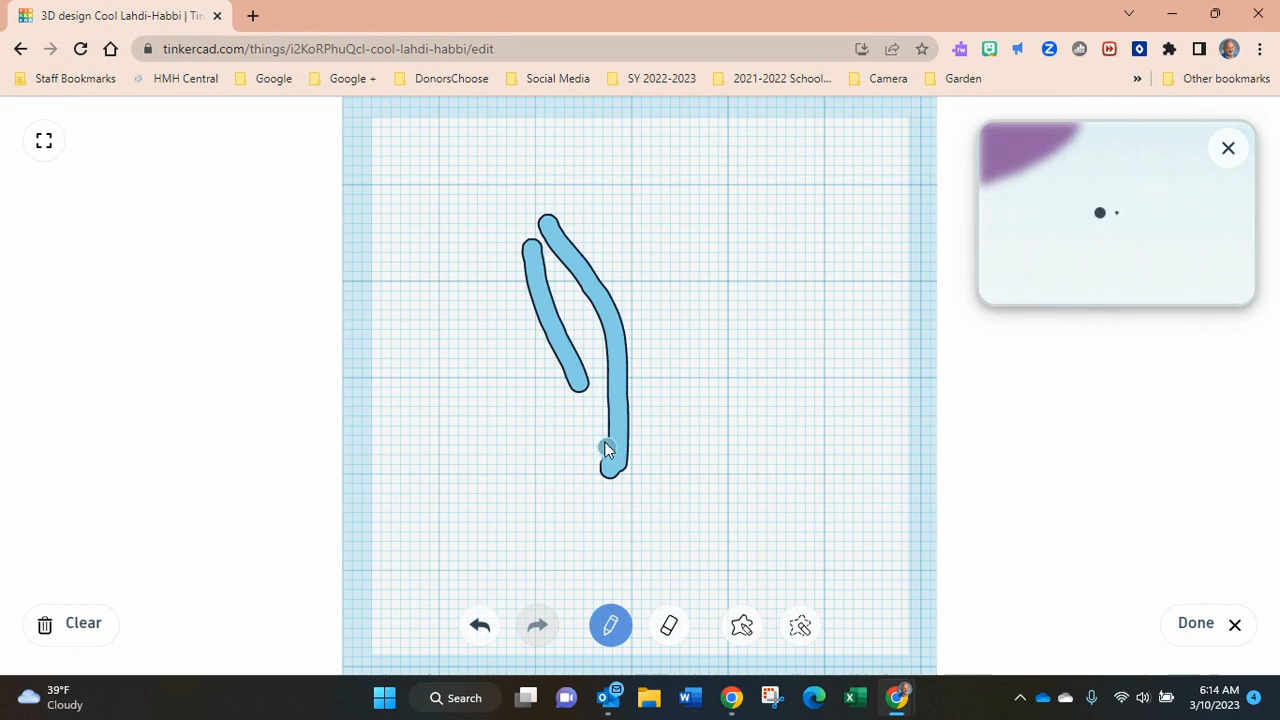 3D design Cool Lahdi-Habbi | Tin
tinkercad.com/things/i2KoRPhuQcl-cool-lahdi-habbi/edit
Staff Bookmarks
HMH Central
Google
Google +
DonorsChoose
Social Media
SY 2022-2023
2021-2022 School...
Camera
Garden
Other bookmarks
Clear
Done
39°F
Cloudy
Search
6:14 AM
3/10/2023
4